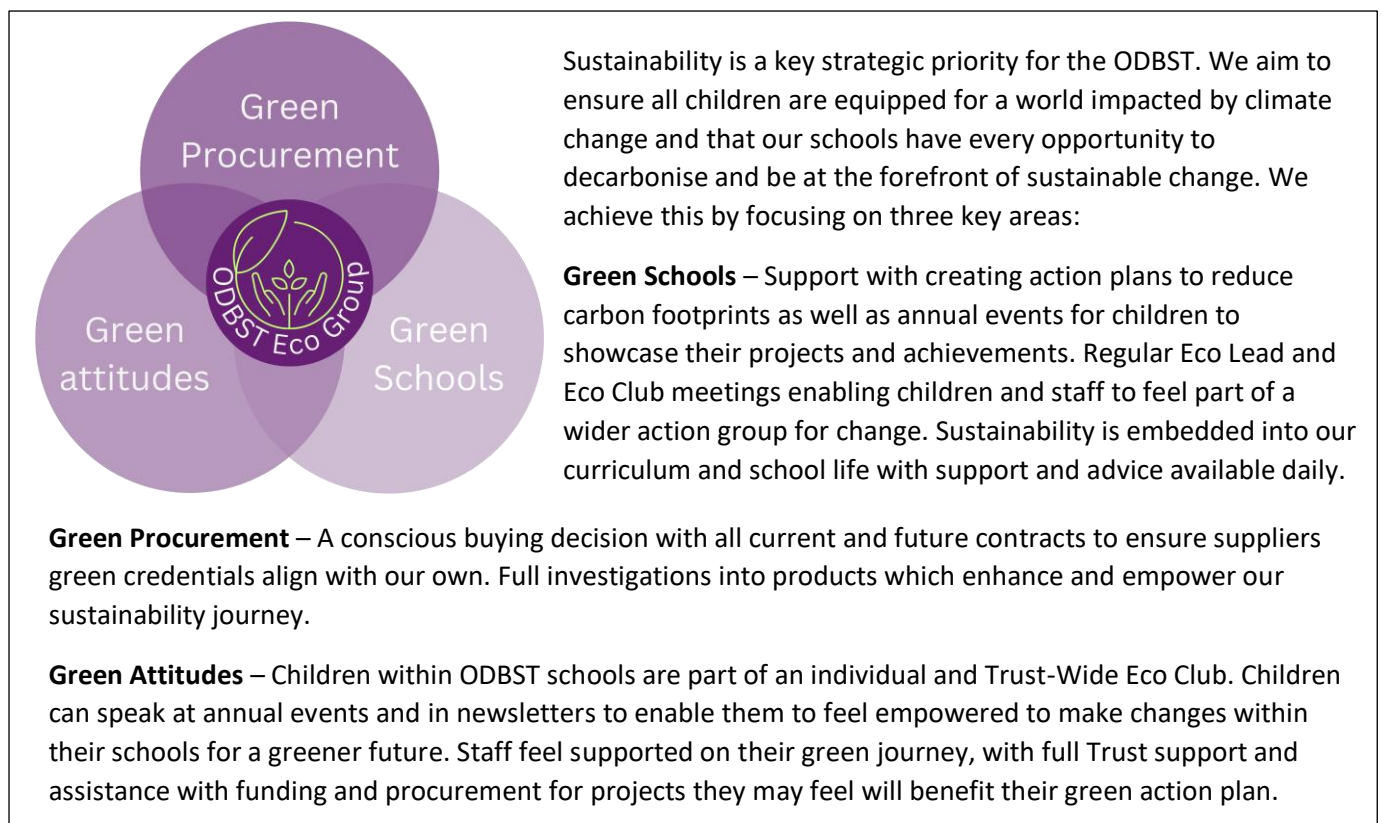 Green
Procurement
Green
attitudes
Green
Schools
ODBST Eco Group
Sustainability is a key strategic priority for the ODBST. We aim to
ensure all children are equipped for a world impacted by climate
change and that our schools have every opportunity to
decarbonise and be at the forefront of sustainable change. We
achieve this by focusing on three key areas:
Green Schools – Support with creating action plans to reduce
carbon footprints as well as annual events for children to
showcase their projects and achievements. Regular Eco Lead and
Eco Club meetings enabling children and staff to feel part of a
wider action group for change. Sustainability is embedded into our
curriculum and school life with support and advice available daily.
Green Procurement – A conscious buying decision with all current and future contracts to ensure suppliers
green credentials align with our own. Full investigations into products which enhance and empower our
sustainability journey.
Green Attitudes – Children within ODBST schools are part of an individual and Trust-Wide Eco Club. Children
can speak at annual events and in newsletters to enable them to feel empowered to make changes within
their schools for a greener future. Staff feel supported on their green journey, with full Trust support and
assistance with funding and procurement for projects they may feel will benefit their green action plan.